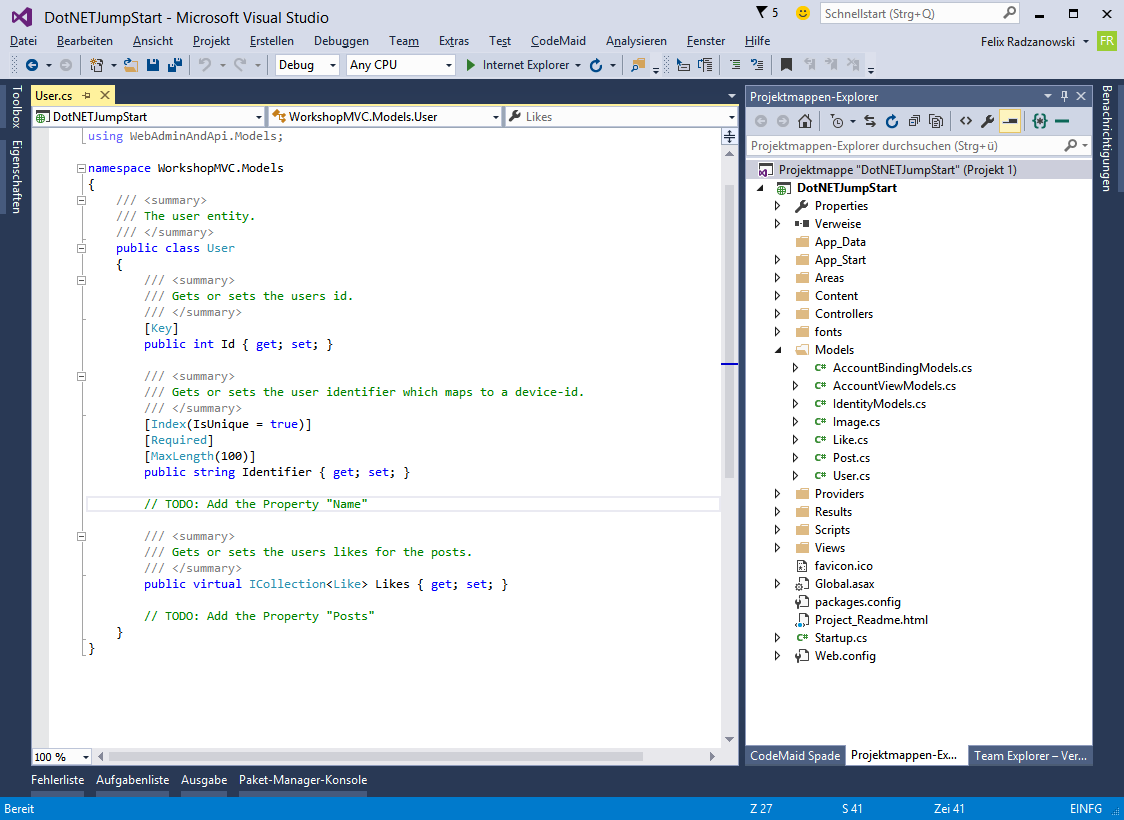 DotNETJumpStart - Microsoft Visual Studio
5
Schnellstart (Strg+Q)
Datei Bearbeiten Ansicht Projekt Erstellen Debuggen Team Extras Test CodeMaid Analysieren Fenster Hilfe
Felix Radzanowski FR
Debug Any CPU Internet Explorer
Toolbox
Eigenschaften
User.cs
DotNETJumpStart WorkshopMVC.Models.User Likes
using WebAdminAndApi.Models;
namespace WorkshopMVC.Models
{
/// <summary>
/// The user entity.
/// </summary>
public class User
{
/// <summary>
/// Gets or sets the users id.
/// </summary>
[Key]
public int Id { get; set; }
/// <summary>
/// Gets or sets the user identifier which maps to a device-id.
/// </summary>
[Index(IsUnique = true)]
[Required]
[MaxLength(100)]
public string Identifier { get; set; }
// TODO: Add the Property "Name"
/// <summary>
/// Gets or sets the users likes for the posts.
/// </summary>
public virtual ICollection<Like> Likes { get; set; }
// TODO: Add the Property "Posts"
}
}
100 %
Projektmappen-Explorer
Projektmappen-Explorer durchsuchen (Strg+ü)
Projektmappe "DotNETJumpStart" (Projekt 1)
DotNETJumpStart
Properties
Verweise
App_Data
App_Start
Areas
Content
Controllers
fonts
Models
C# AccountBindingModels.cs
C# AccountViewModels.cs
C# IdentityModels.cs
C# Image.cs
C# Like.cs
C# Post.cs
C# User.cs
Providers
Results
Scripts
Views
favicon.ico
Global.asax
packages.config
Project_Readme.html
C# Startup.cs
Web.config
CodeMaid Spade Projektmappen-Ex... Team Explorer – Ver...
Benachrichtigungen
Fehlerliste Aufgabenliste Ausgabe Paket-Manager-Konsole
Bereit Z 27 S 41 Zei 41 EINFG